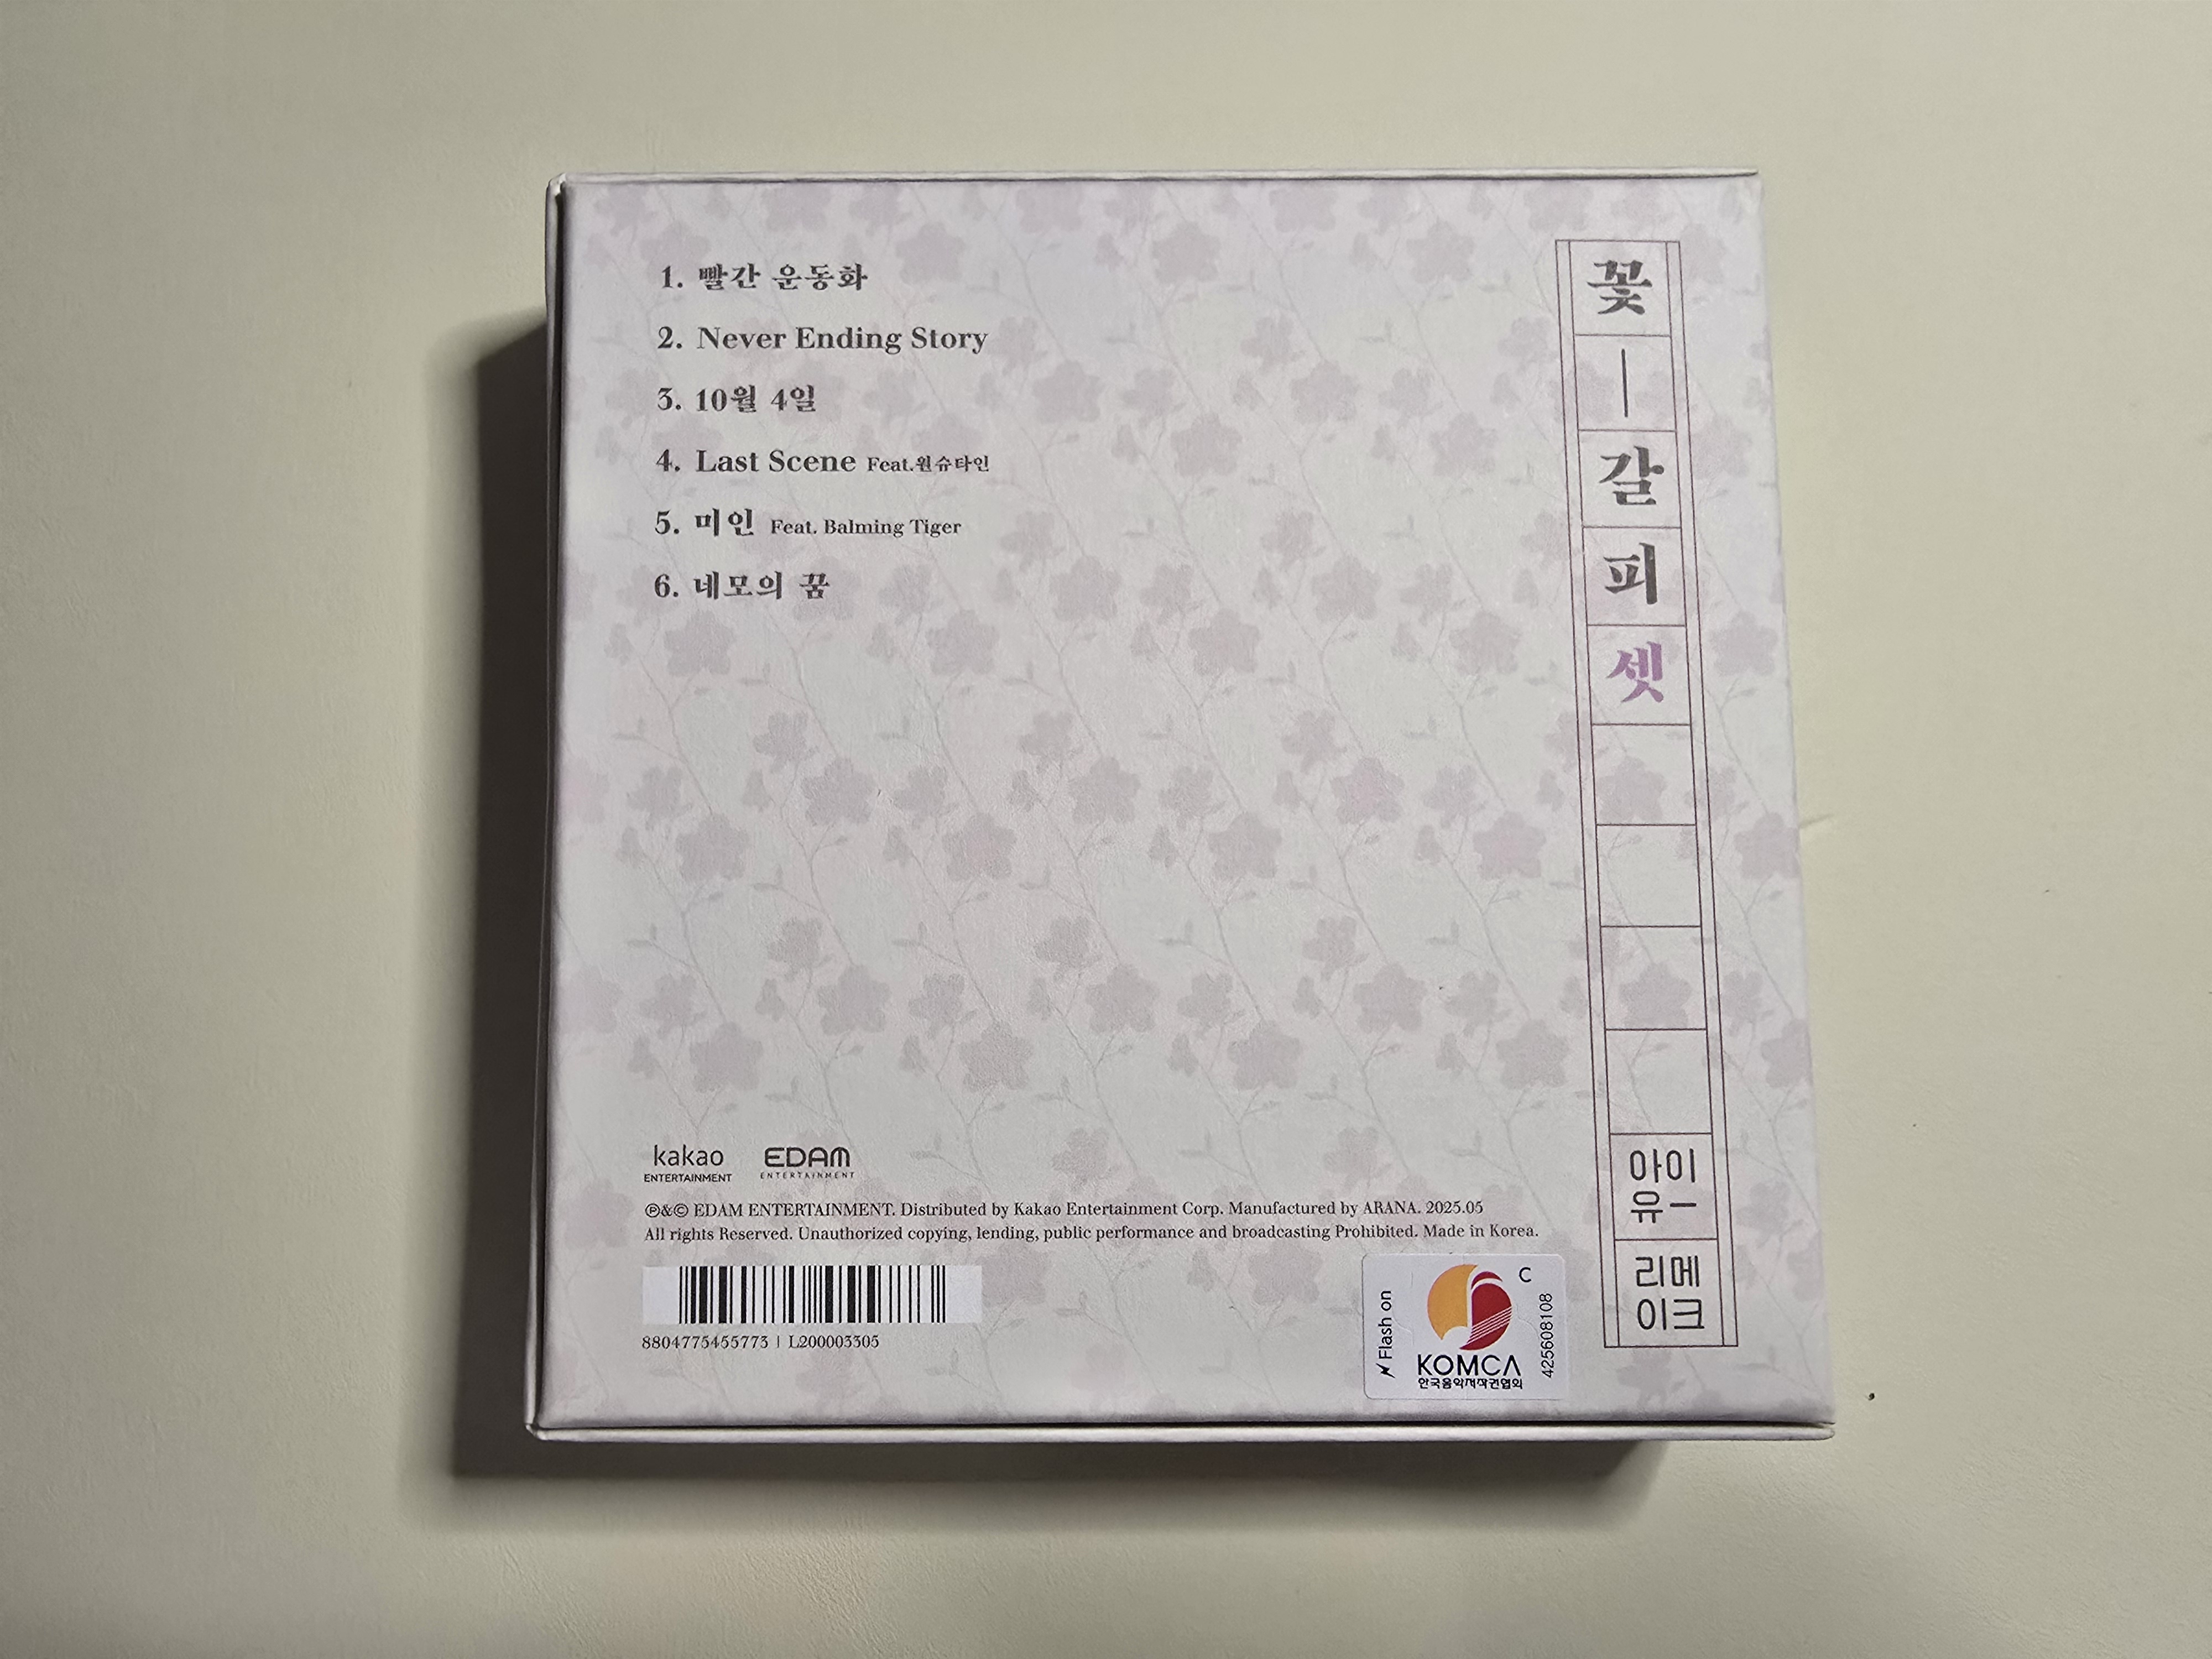 1. 빨간 운동화
2. Never Ending Story
3. 10월 4일
4. Last Scene Feat.원슈타인
5. 미인 Feat. Balming Tiger
6. 네모의 꿈
꽃—갈피셋
아이유—
리메이크
kakao
ENTERTAINMENT
EDAM
ENTERTAINMENT
Ⓟ&© EDAM ENTERTAINMENT. Distributed by Kakao Entertainment Corp. Manufactured by ARANA. 2025.05
All rights Reserved. Unauthorized copying, lending, public performance and broadcasting Prohibited. Made in Korea.
8804775455773 | L200003305
Flash on
C
KOMCA
한국음악저작권협회
425608108